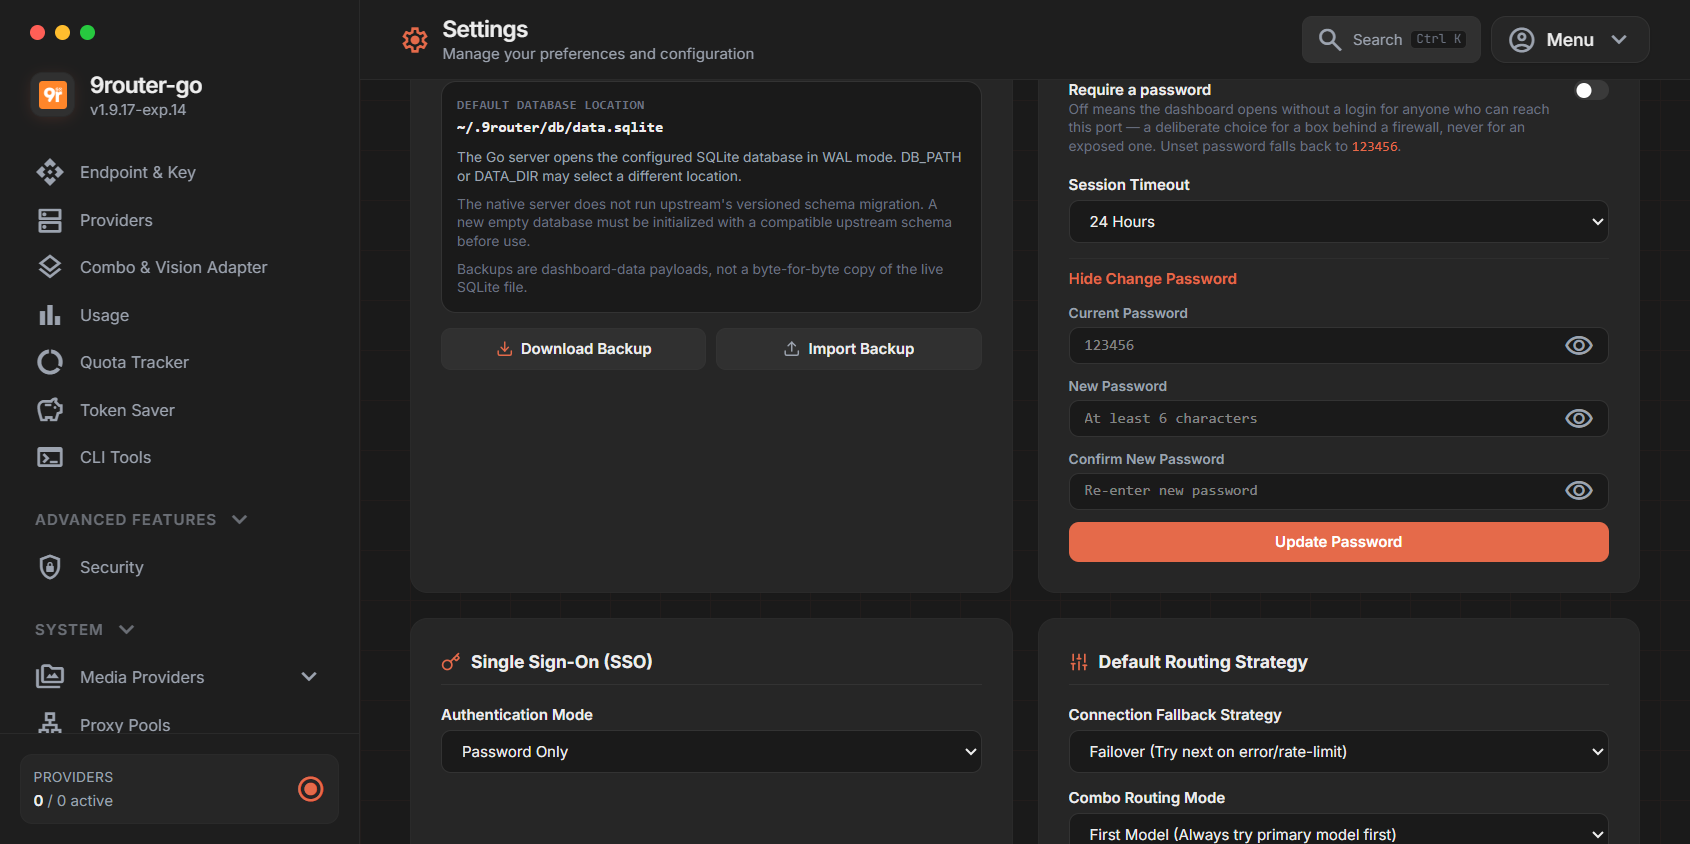 9r
9router-go
v1.9.17-exp.14
Endpoint & Key
Providers
Combo & Vision Adapter
Usage
Quota Tracker
Token Saver
CLI Tools
ADVANCED FEATURES
Security
SYSTEM
Media Providers
Proxy Pools
PROVIDERS
0 / 0 active
Settings
Manage your preferences and configuration
Search Ctrl K
Menu
DEFAULT DATABASE LOCATION
~/.9router/db/data.sqlite
The Go server opens the configured SQLite database in WAL mode. DB_PATH
or DATA_DIR may select a different location.
The native server does not run upstream's versioned schema migration. A
new empty database must be initialized with a compatible upstream schema
before use.
Backups are dashboard-data payloads, not a byte-for-byte copy of the live
SQLite file.
Download Backup
Import Backup
Require a password
Off means the dashboard opens without a login for anyone who can reach
this port — a deliberate choice for a box behind a firewall, never for an
exposed one. Unset password falls back to 123456.
Session Timeout
24 Hours
Hide Change Password
Current Password
123456
New Password
At least 6 characters
Confirm New Password
Re-enter new password
Update Password
Single Sign-On (SSO)
Authentication Mode
Password Only
Default Routing Strategy
Connection Fallback Strategy
Failover (Try next on error/rate-limit)
Combo Routing Mode
First Model (Always try primary model first)